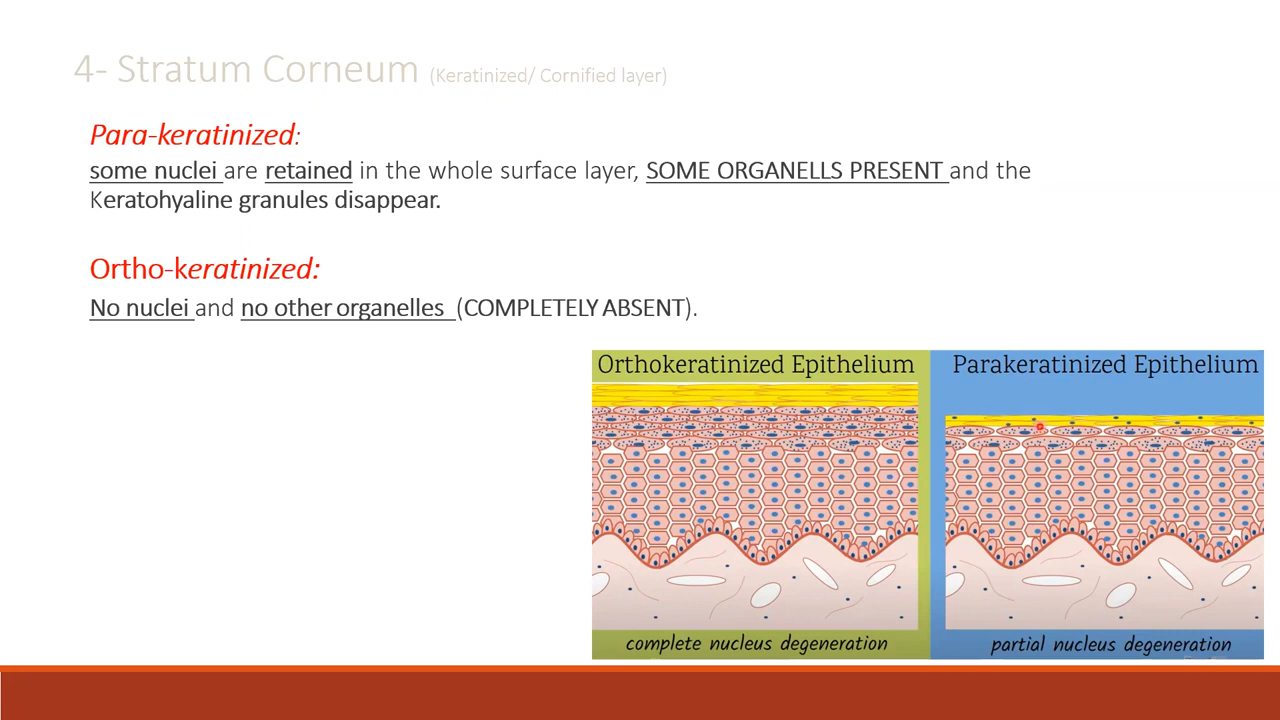 4- Stratum Corneum (Keratinized/ Cornified layer)
Para-keratinized:
some nuclei are retained in the whole surface layer, SOME ORGANELLS PRESENT and the
Keratohyaline granules disappear.
Ortho-keratinized:
No nuclei and no other organelles (COMPLETELY ABSENT).
Orthokeratinized Epithelium
Parakeratinized Epithelium
complete nucleus degeneration
partial nucleus degeneration